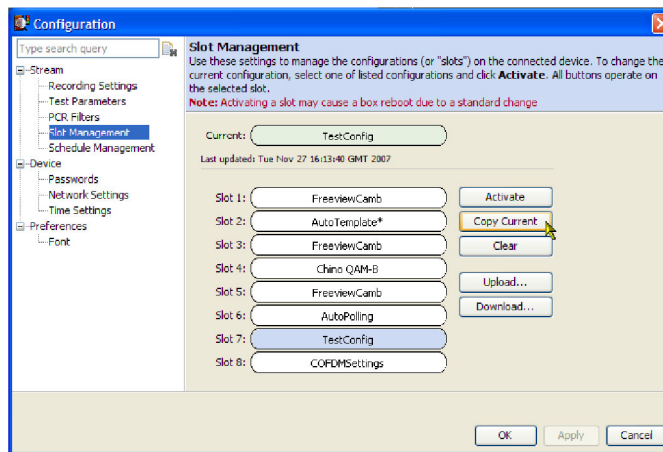 Configuration
Type search query
Stream
Recording Settings
Test Parameters
PCR Filters
Slot Management
Schedule Management
Device
Passwords
Network Settings
Time Settings
Preferences
Font
Slot Management
Use these settings to manage the configurations (or "slots") on the connected device. To change the
current configuration, select one of listed configurations and click Activate. All buttons operate on
the selected slot.
Note: Activating a slot may cause a box reboot due to a standard change
Current: TestConfig
Last updated: Tue Nov 27 16:13:40 GMT 2007
Slot 1: FreeviewCamb
Slot 2: AutoTemplate*
Slot 3: FreeviewCamb
Slot 4: Chino QAM-B
Slot 5: FreeviewCamb
Slot 6: AutoPolling
Slot 7: TestConfig
Slot 8: COFDMSettings
Activate
Copy Current
Clear
Upload...
Download...
OK Apply Cancel